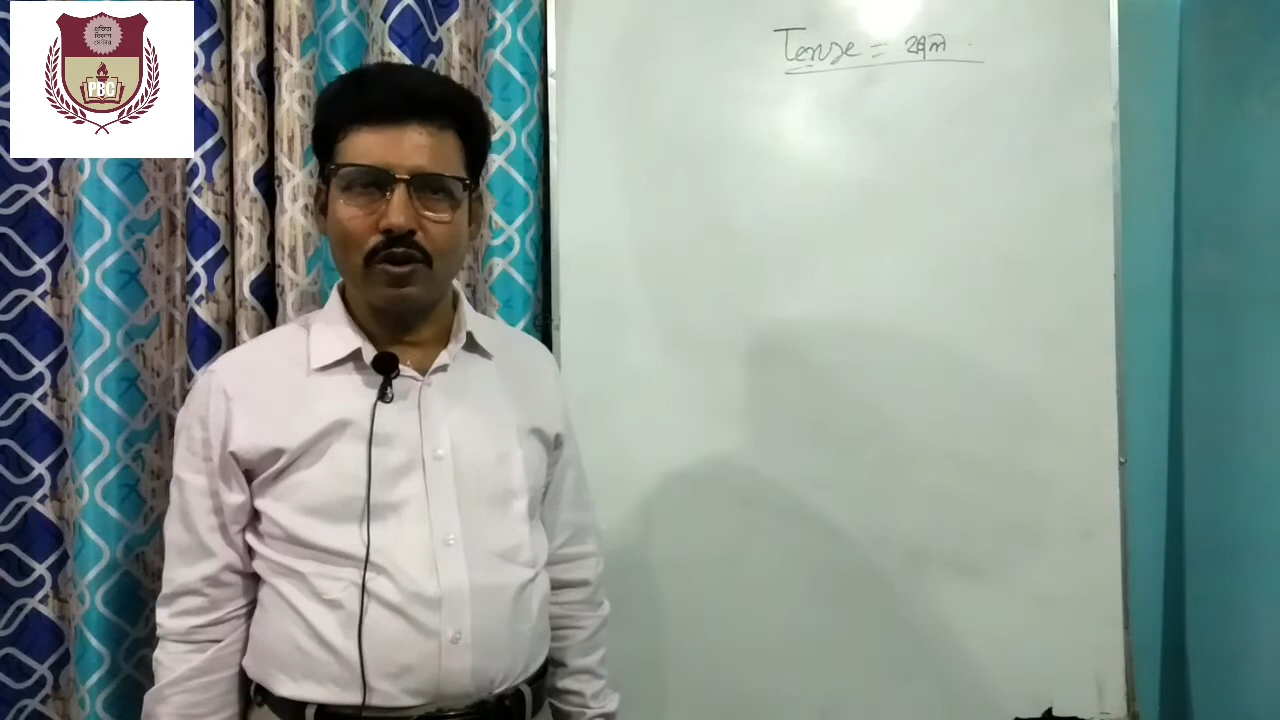 PBC
Tense = काल